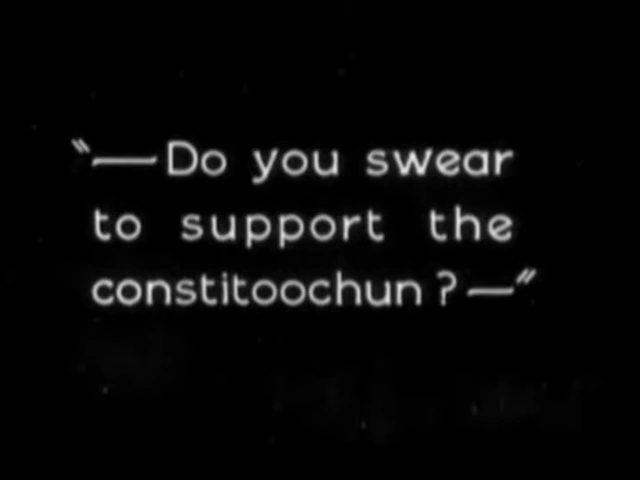 "—Do you swear
to support the
constitoochun?—"